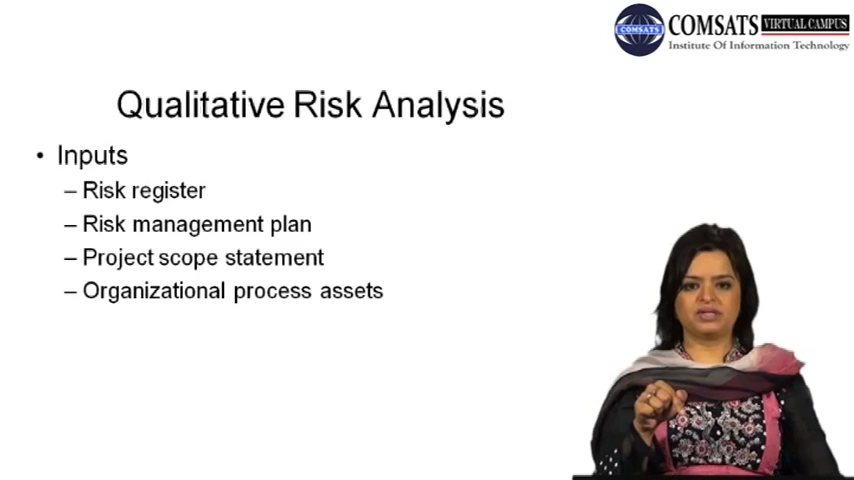 COMSATS VIRTUAL CAMPUS
Institute Of Information Technology
COMSATS
Qualitative Risk Analysis
• Inputs
– Risk register
– Risk management plan
– Project scope statement
– Organizational process assets